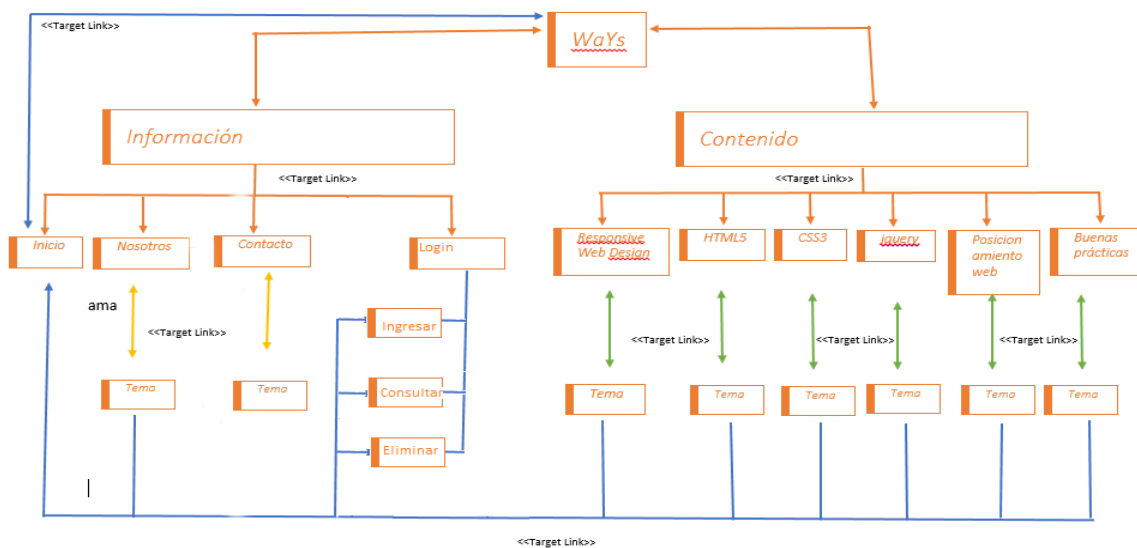 <<Target Link>>
WaYs
Información
Contenido
<<Target Link>>
<<Target Link>>
Inicio
Nosotros
Contacto
Login
Responsive
Web Design
HTML5
CSS3
jquery
Posicion
amiento
web
Buenas
prácticas
ama
<<Target Link>>
Ingresar
<<Target Link>>
<<Target Link>>
<<Target Link>>
Tema
Tema
Consultar
Tema
Tema
Tema
Tema
Tema
Tema
Eliminar
<<Target Link>>